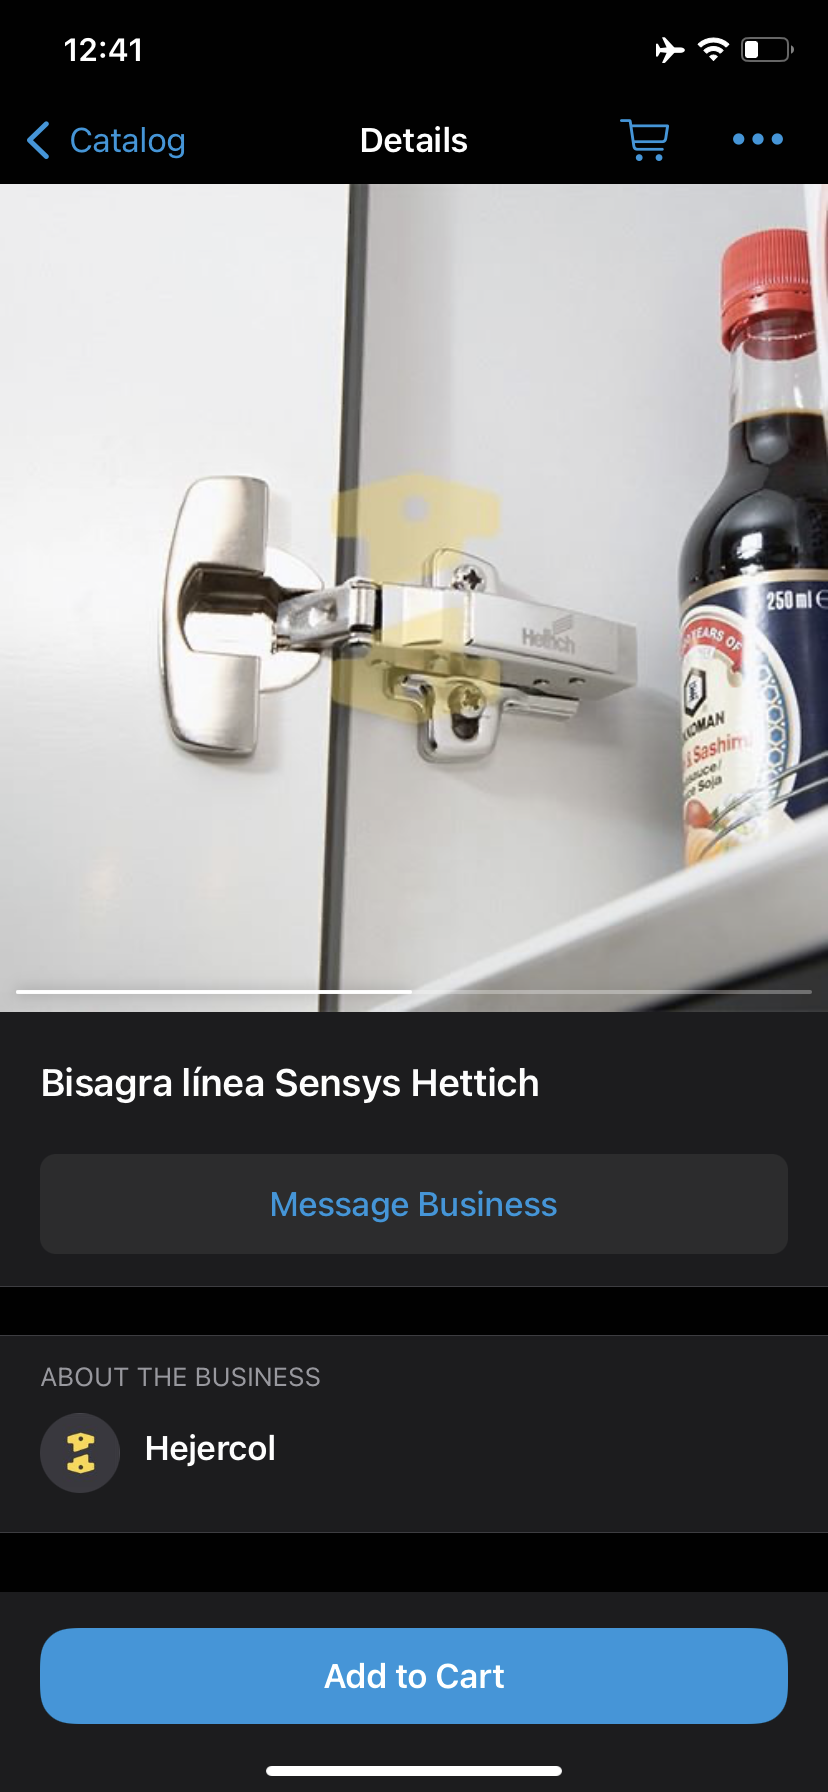 12:41
Catalog
Details
Hettich
250 ml
YEARS OF
KOMAN
& Sashimi
sauce/
ce Soja
Bisagra línea Sensys Hettich
Message Business
ABOUT THE BUSINESS
Hejercol
Add to Cart